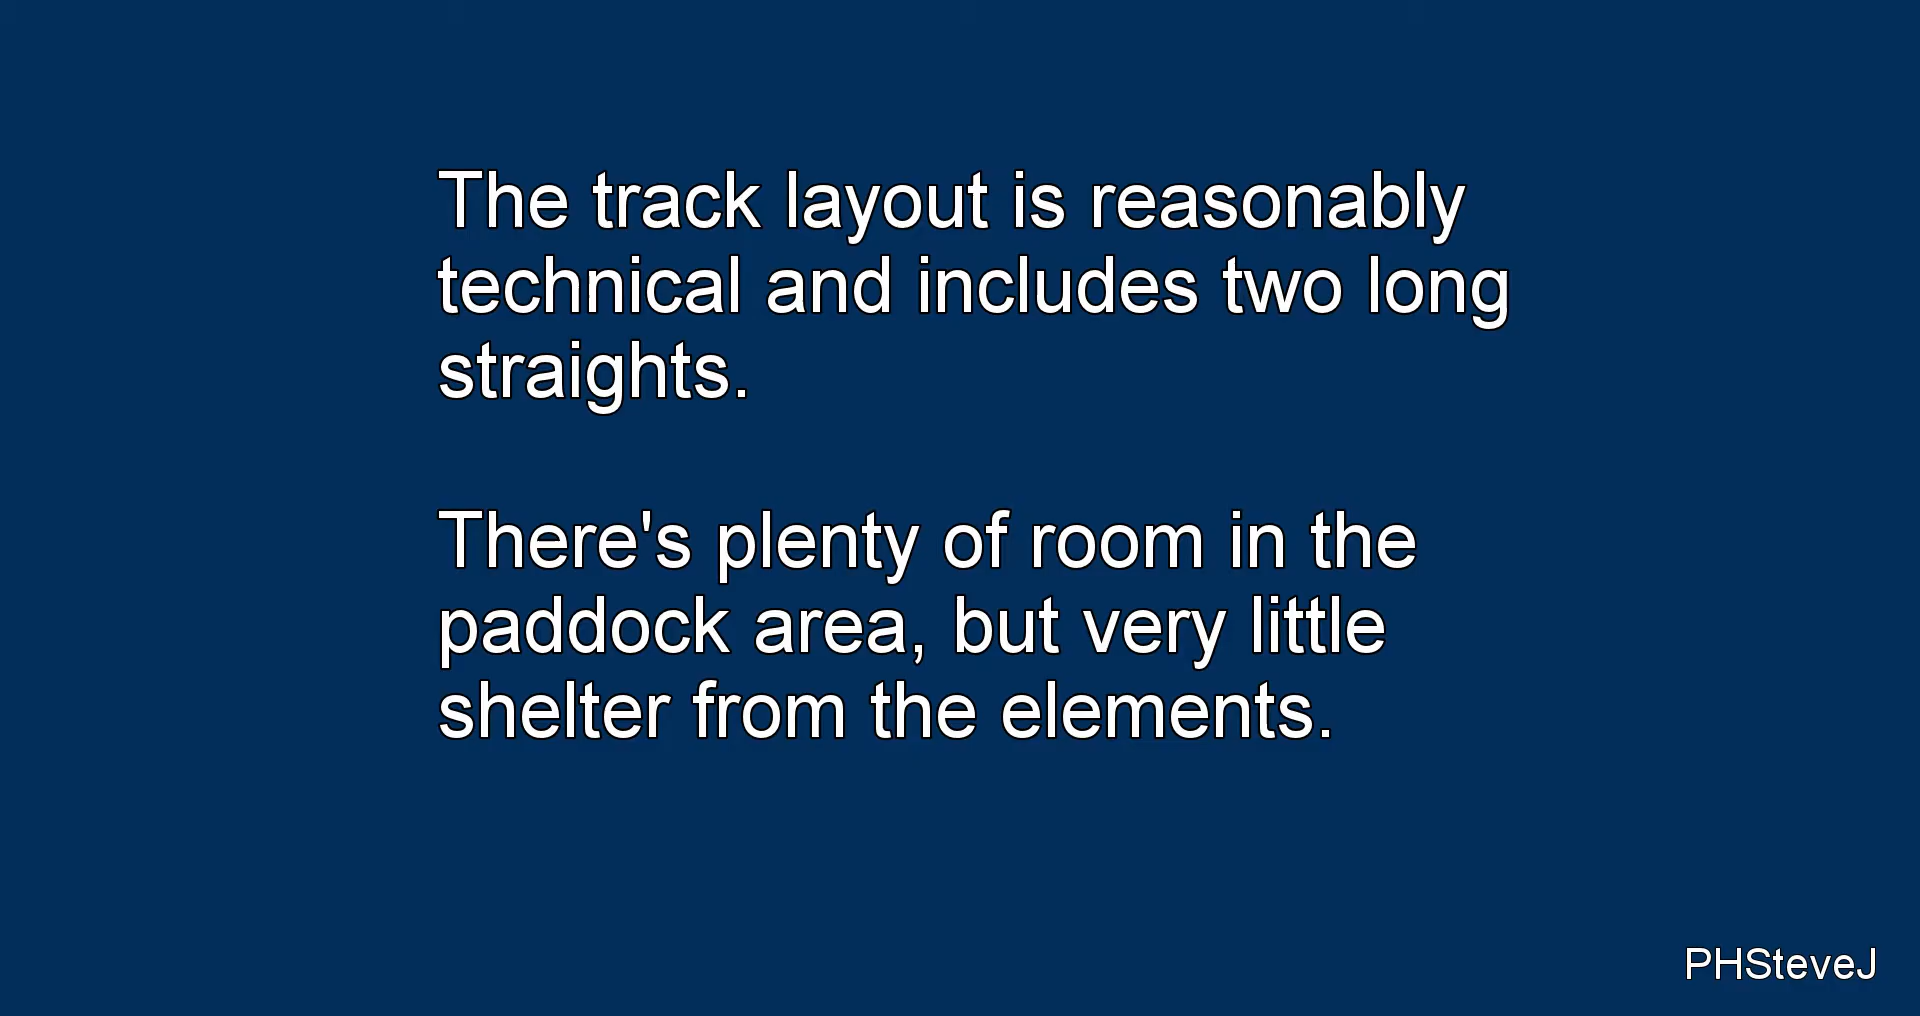 The track layout is reasonably
technical and includes two long
straights.
There's plenty of room in the
paddock area, but very little
shelter from the elements.
PHSteveJ